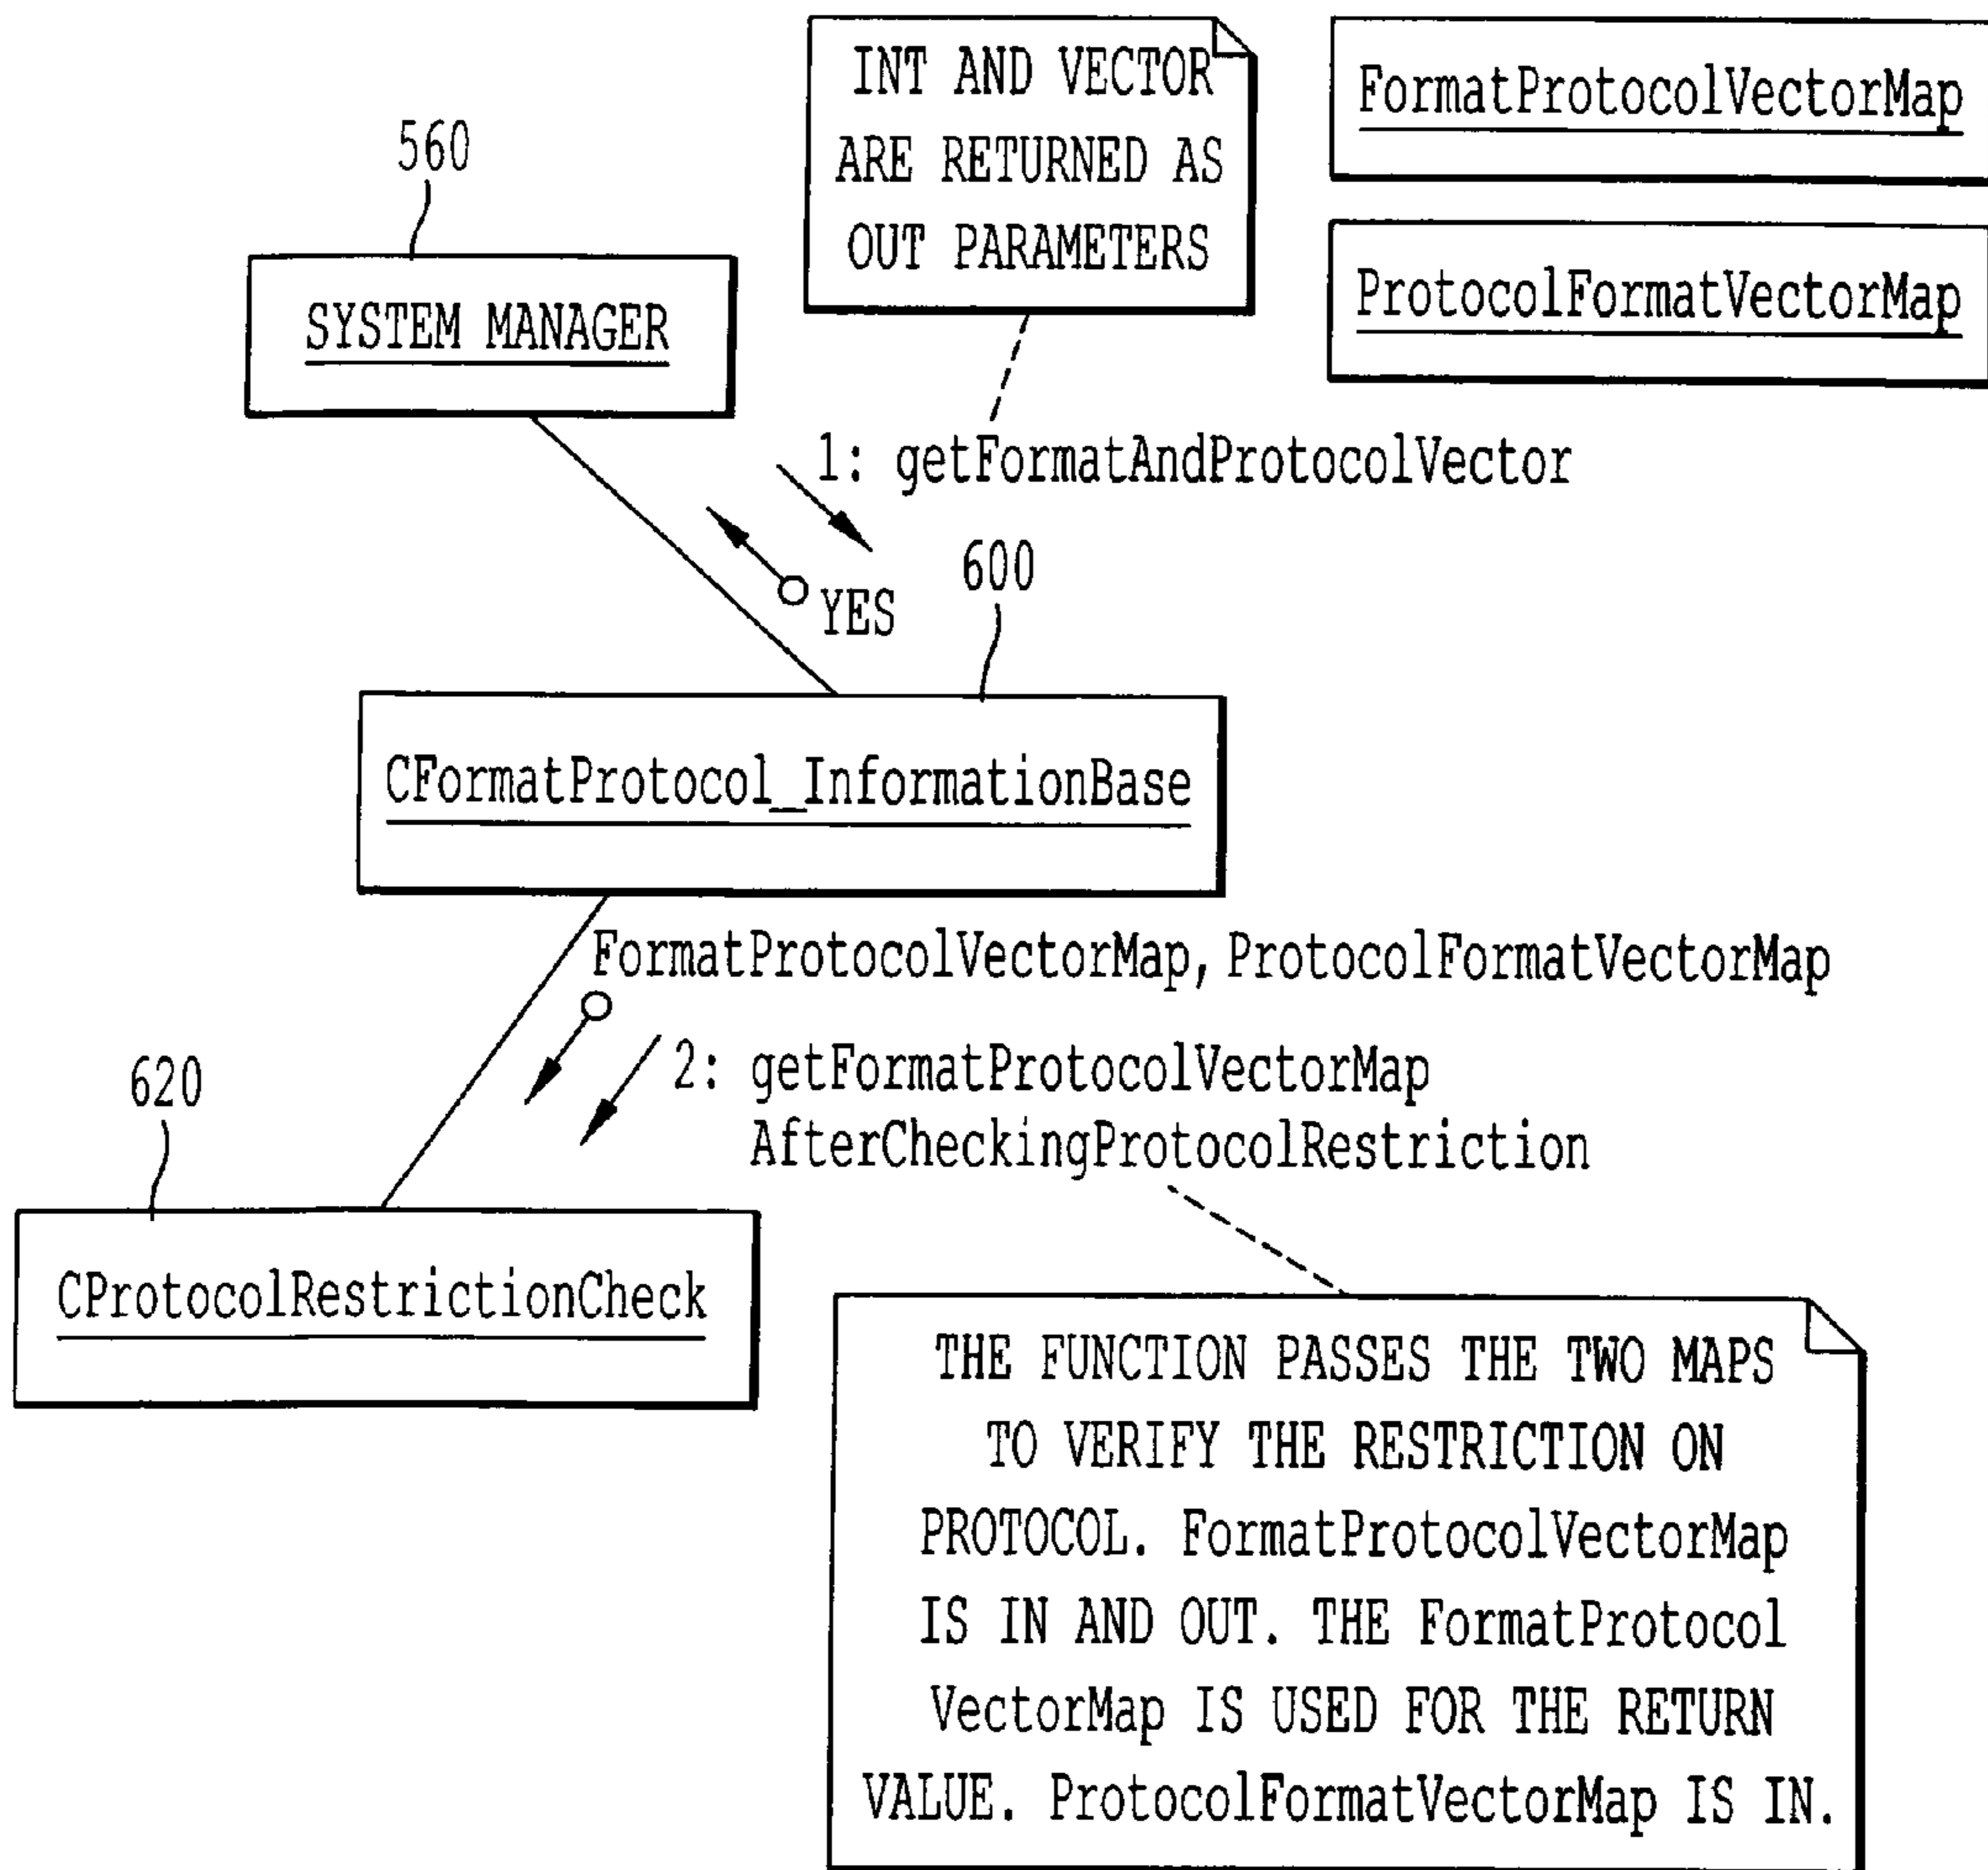 INT AND VECTOR
ARE RETURNED AS
OUT PARAMETERS
FormatProtocolVectorMap
ProtocolFormatVectorMap
560
SYSTEM MANAGER
1: getFormatAndProtocolVector
YES
600
CFormatProtocol_InformationBase
FormatProtocolVectorMap, ProtocolFormatVectorMap
2: getFormatProtocolVectorMap
AfterCheckingProtocolRestriction
620
CProtocolRestrictionCheck
THE FUNCTION PASSES THE TWO MAPS
TO VERIFY THE RESTRICTION ON
PROTOCOL. FormatProtocolVectorMap
IS IN AND OUT. THE FormatProtocol
VectorMap IS USED FOR THE RETURN
VALUE. ProtocolFormatVectorMap IS IN.